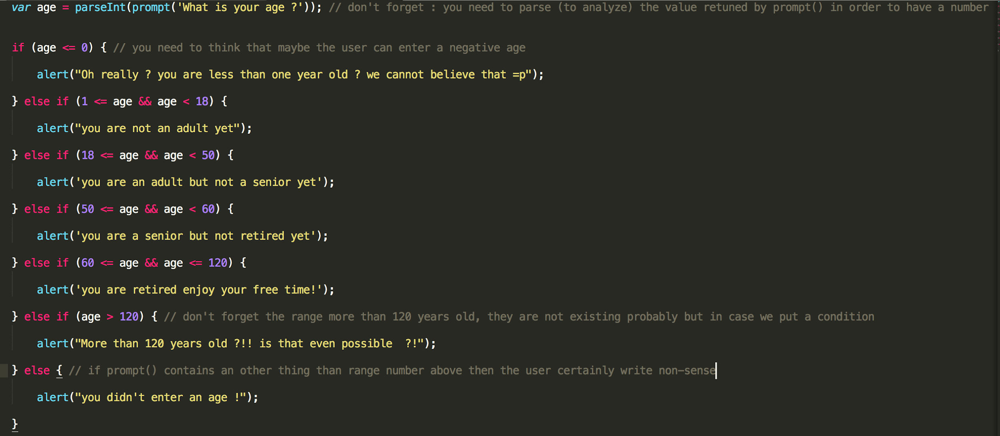 var age = parseInt(prompt('What is your age ?')); // don't forget : you need to parse (to analyze) the value retuned by prompt() in order to have a number
if (age <= 0) { // you need to think that maybe the user can enter a negative age
alert("Oh really ? you are less than one year old ? we cannot believe that =p");
} else if (1 <= age && age < 18) {
alert("you are not an adult yet");
} else if (18 <= age && age < 50) {
alert('you are an adult but not a senior yet');
} else if (50 <= age && age < 60) {
alert('you are a senior but not retired yet');
} else if (60 <= age && age <= 120) {
alert('you are retired enjoy your free time!');
} else if (age > 120) { // don't forget the range more than 120 years old, they are not existing probably but in case we put a condition
alert("More than 120 years old ?!! is that even possible  ?!");
} else { // if prompt() contains an other thing than range number above then the user certainly write non-sense
alert("you didn't enter an age !");
}